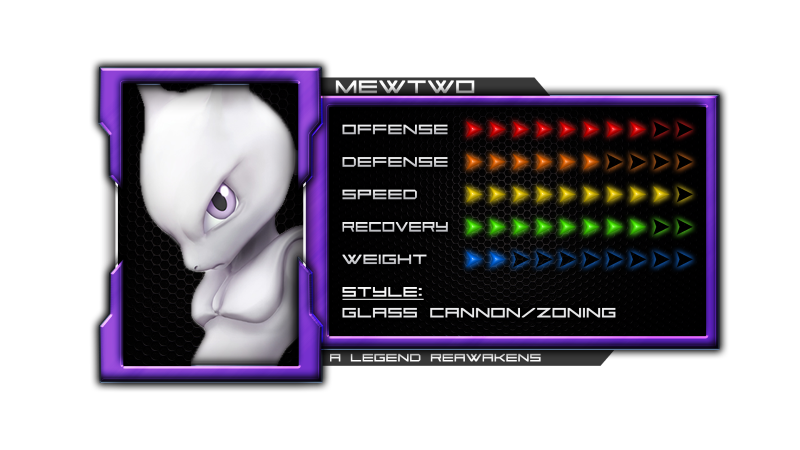 MEWTWO
OFFENSE
DEFENSE
SPEED
RECOVERY
WEIGHT
STYLE:
GLASS CANNON/ZONING
A LEGEND REAWAKENS